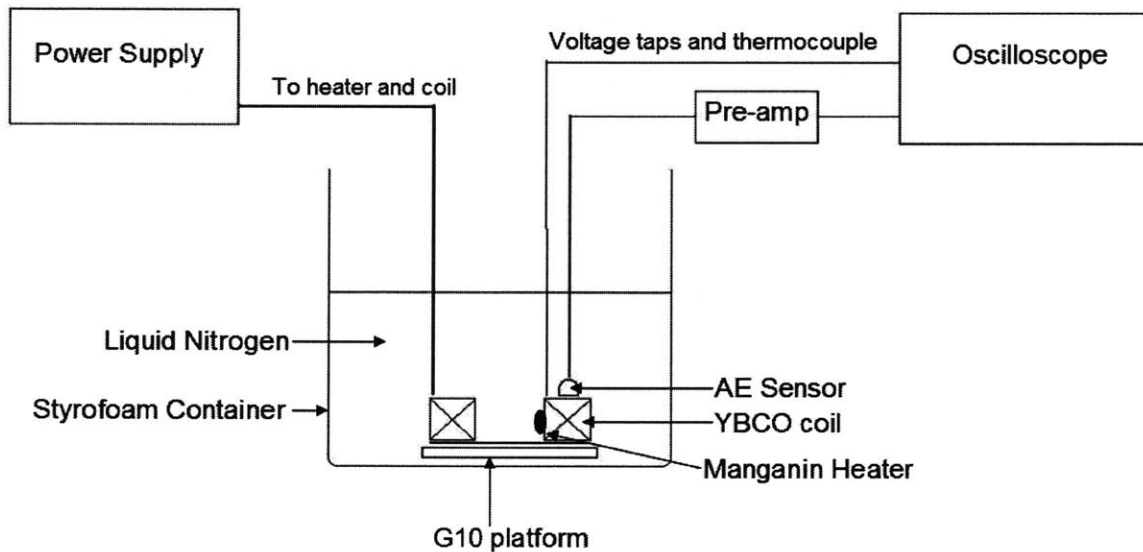 Power Supply
To heater and coil
Voltage taps and thermocouple
Oscilloscope
Pre-amp
Liquid Nitrogen
Styrofoam Container
AE Sensor
YBCO coil
Manganin Heater
G10 platform